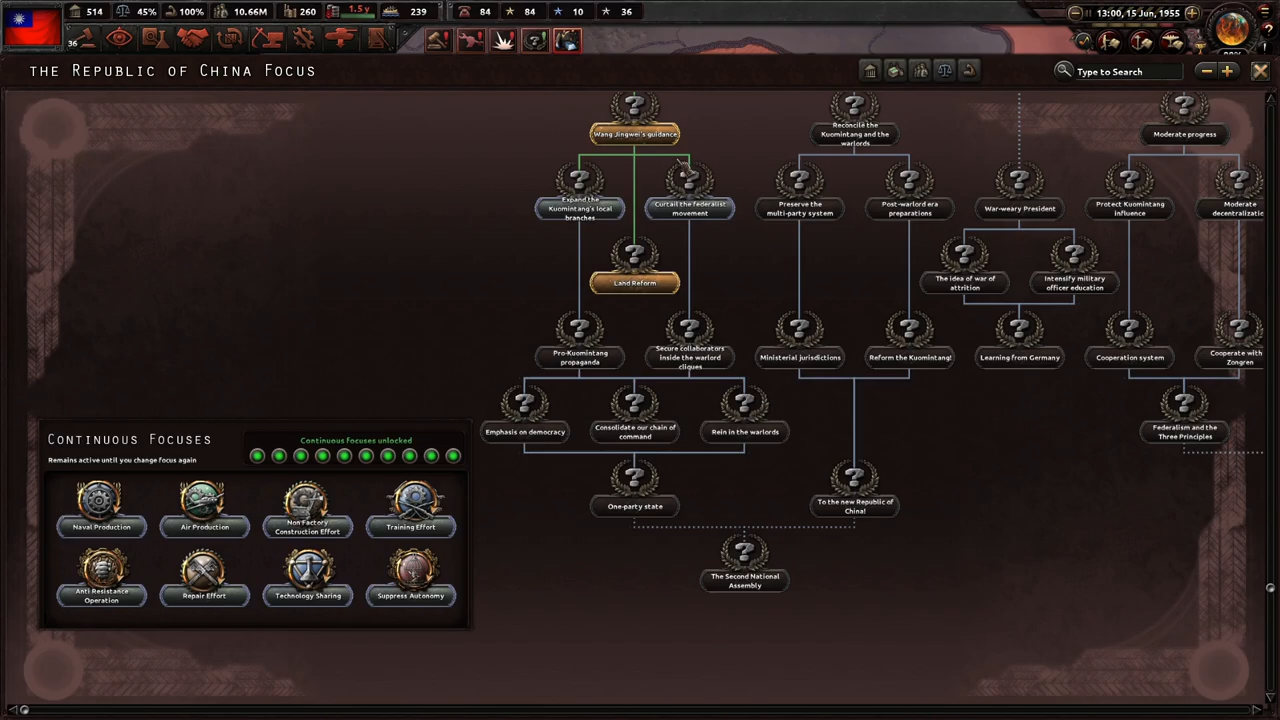 514 45% 100% 10.66M 260 1.5y 239 84 84 10 36 13:00, 15 Jun, 1955
36
THE REPUBLIC OF CHINA FOCUS
Type to Search
Wang Jingwei's guidance
Reconcile the
Kuomintang and the
warlords
Moderate progress
Expand the
Kuomintang's local
branches
Curtail the federalist
movement
Preserve the
multi-party system
Post-warlord era
preparations
War-weary President
Protect Kuomintang
influence
Moderate
decentralizatio
Land Reform
The idea of war of
attrition
Intensify military
officer education
Pro-Kuomintang
propaganda
Secure collaborators
inside the warlord
cliques
Ministerial jurisdictions
Reform the Kuomintang!
Learning from Germany
Cooperation system
Cooperate with
Zongren
Emphasis on democracy
Consolidate our chain of
command
Rein in the warlords
Federalism and the
Three Principles
One-party state
To the new Republic of
China!
The Second National
Assembly
CONTINUOUS FOCUSES
Continuous focuses unlocked
Remains active until you change focus again
Naval Production
Air Production
Non Factory
Construction Effort
Training Effort
Anti Resistance
Operation
Repair Effort
Technology Sharing
Suppress Autonomy